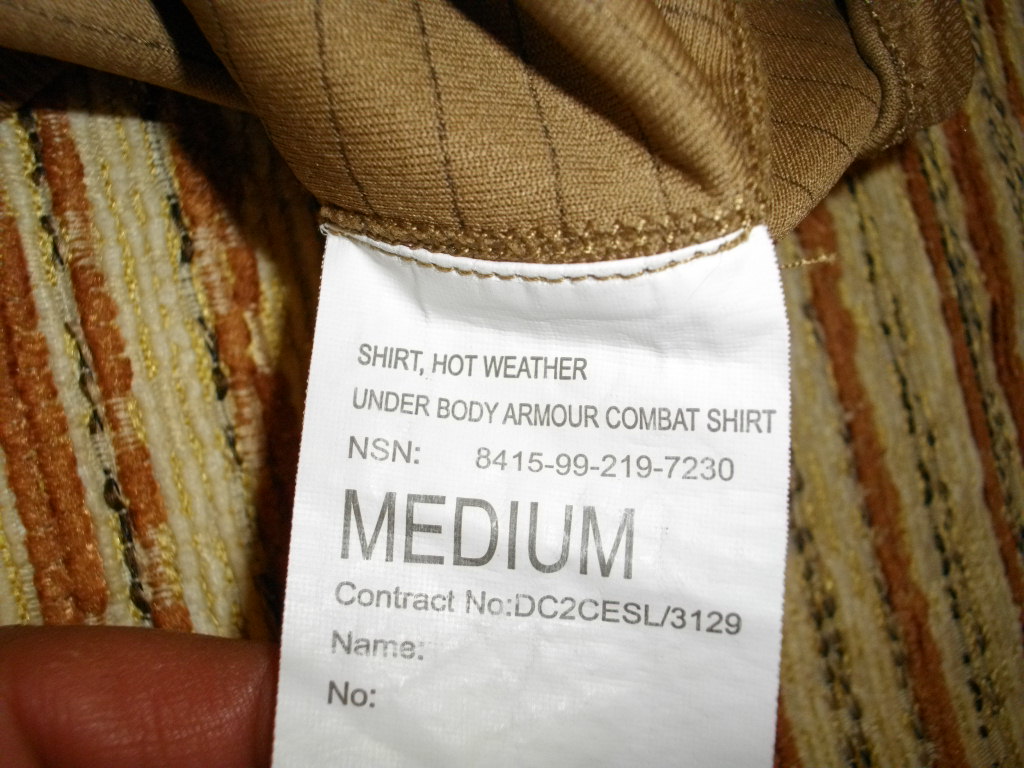 SHIRT, HOT WEATHER
UNDER BODY ARMOUR COMBAT SHIRT
NSN: 8415-99-219-7230
MEDIUM
Contract No:DC2CESL/3129
Name:
No: